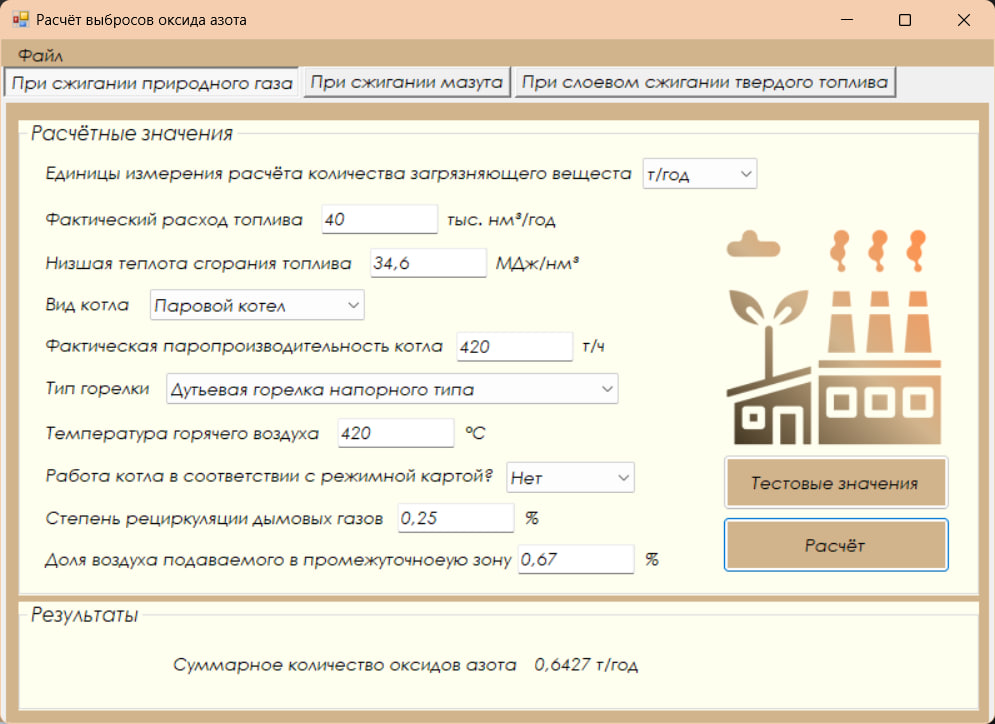 Расчёт выбросов оксида азота
Файл
При сжигании природного газа При сжигании мазута При слоевом сжигании твердого топлива
Расчётные значения
Единицы измерения расчёта количества загрязняющего вещеста т/год
Фактический расход топлива 40 тыс. нм³/год
Низшая теплота сгорания топлива 34,6 МДж/нм³
Вид котла Паровой котел
Фактическая паропроизводительность котла 420 т/ч
Тип горелки Дутьевая горелка напорного типа
Температура горячего воздуха 420 °C
Работа котла в соответствии с режимной картой? Нет
Тестовые значения
Степень рециркуляции дымовых газов 0,25 %
Расчёт
Доля воздуха подаваемого в промежуточноеую зону 0,67 %
Результаты
Суммарное количество оксидов азота 0,6427 т/год